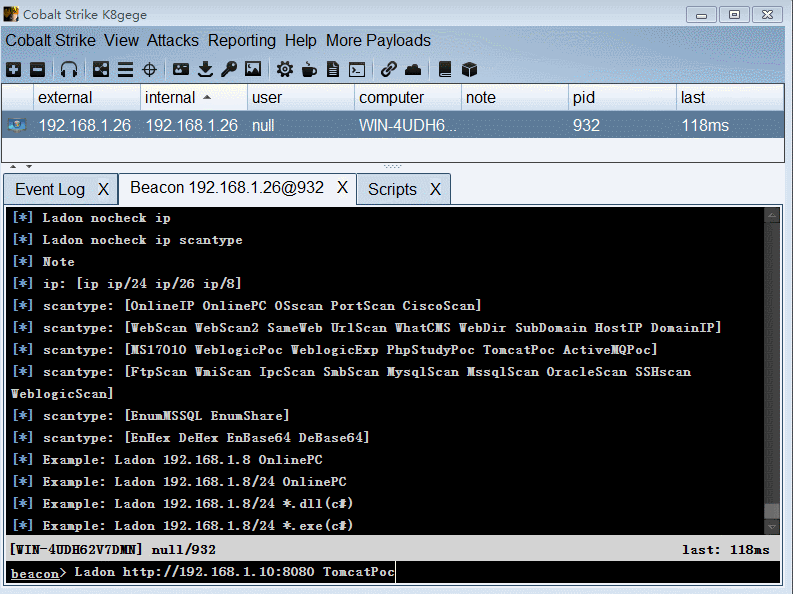 Cobalt Strike K8gege
Cobalt Strike View Attacks Reporting Help More Payloads
external internal user computer note pid last
192.168.1.26 192.168.1.26 null WIN-4UDH6... 932 118ms
Event Log X Beacon 192.168.1.26@932 X Scripts X
[*] Ladon nocheck ip
[*] Ladon nocheck ip scantype
[*] Note
[*] ip: [ip ip/24 ip/26 ip/8]
[*] scantype: [OnlineIP OnlinePC OSscan PortScan CiscoScan]
[*] scantype: [WebScan WebScan2 SameWeb UrlScan WhatCMS WebDir SubDomain HostIP DomainIP]
[*] scantype: [MS17010 WeblogicPoc WeblogicExp PhpStudyPoc TomcatPoc ActiveMQPoc]
[*] scantype: [FtpScan WmiScan IpcScan SmbScan MysqlScan MssqlScan OracleScan SSHscan
WeblogicScan]
[*] scantype: [EnumMSSQL EnumShare]
[*] scantype: [EnHex DeHex EnBase64 DeBase64]
[*] Example: Ladon 192.168.1.8 OnlinePC
[*] Example: Ladon 192.168.1.8/24 OnlinePC
[*] Example: Ladon 192.168.1.8/24 *.dll(c#)
[*] Example: Ladon 192.168.1.8/24 *.exe(c#)
[WIN-4UDH62V7DMN] null/932 last: 118ms
beacon> Ladon http://192.168.1.10:8080 TomcatPoc